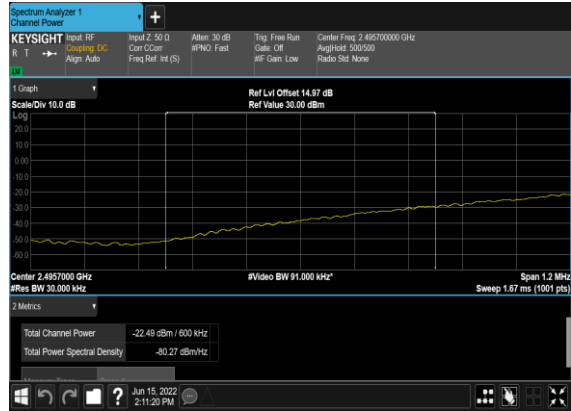 Spectrum Analyzer 1
Channel Power
KEYSIGHT Input: RF Input Z: 50 Ω Atten: 30 dB Trig: Free Run Center Freq: 2.495700000 GHz
R T Coupling: DC Corr CCorr #PNO: Fast Gate: Off Avg|Hold: 500/500
Align: Auto Freq Ref: Int (S) #IF Gain: Low Radio Std: None
1 Graph
Ref Lvl Offset 14.97 dB
Scale/Div 10.0 dB Ref Value 30.00 dBm
Log
20.0
10.0
0.00
-10.0
-20.0
-30.0
-40.0
-50.0
-60.0
Center 2.4957000 GHz #Video BW 91.000 kHz* Span 1.2 MHz
#Res BW 30.000 kHz Sweep 1.67 ms (1001 pts)
2 Metrics
Total Channel Power -22.49 dBm / 600 kHz
Total Power Spectral Density -80.27 dBm/Hz
? Jun 15, 2022
2:11:20 PM